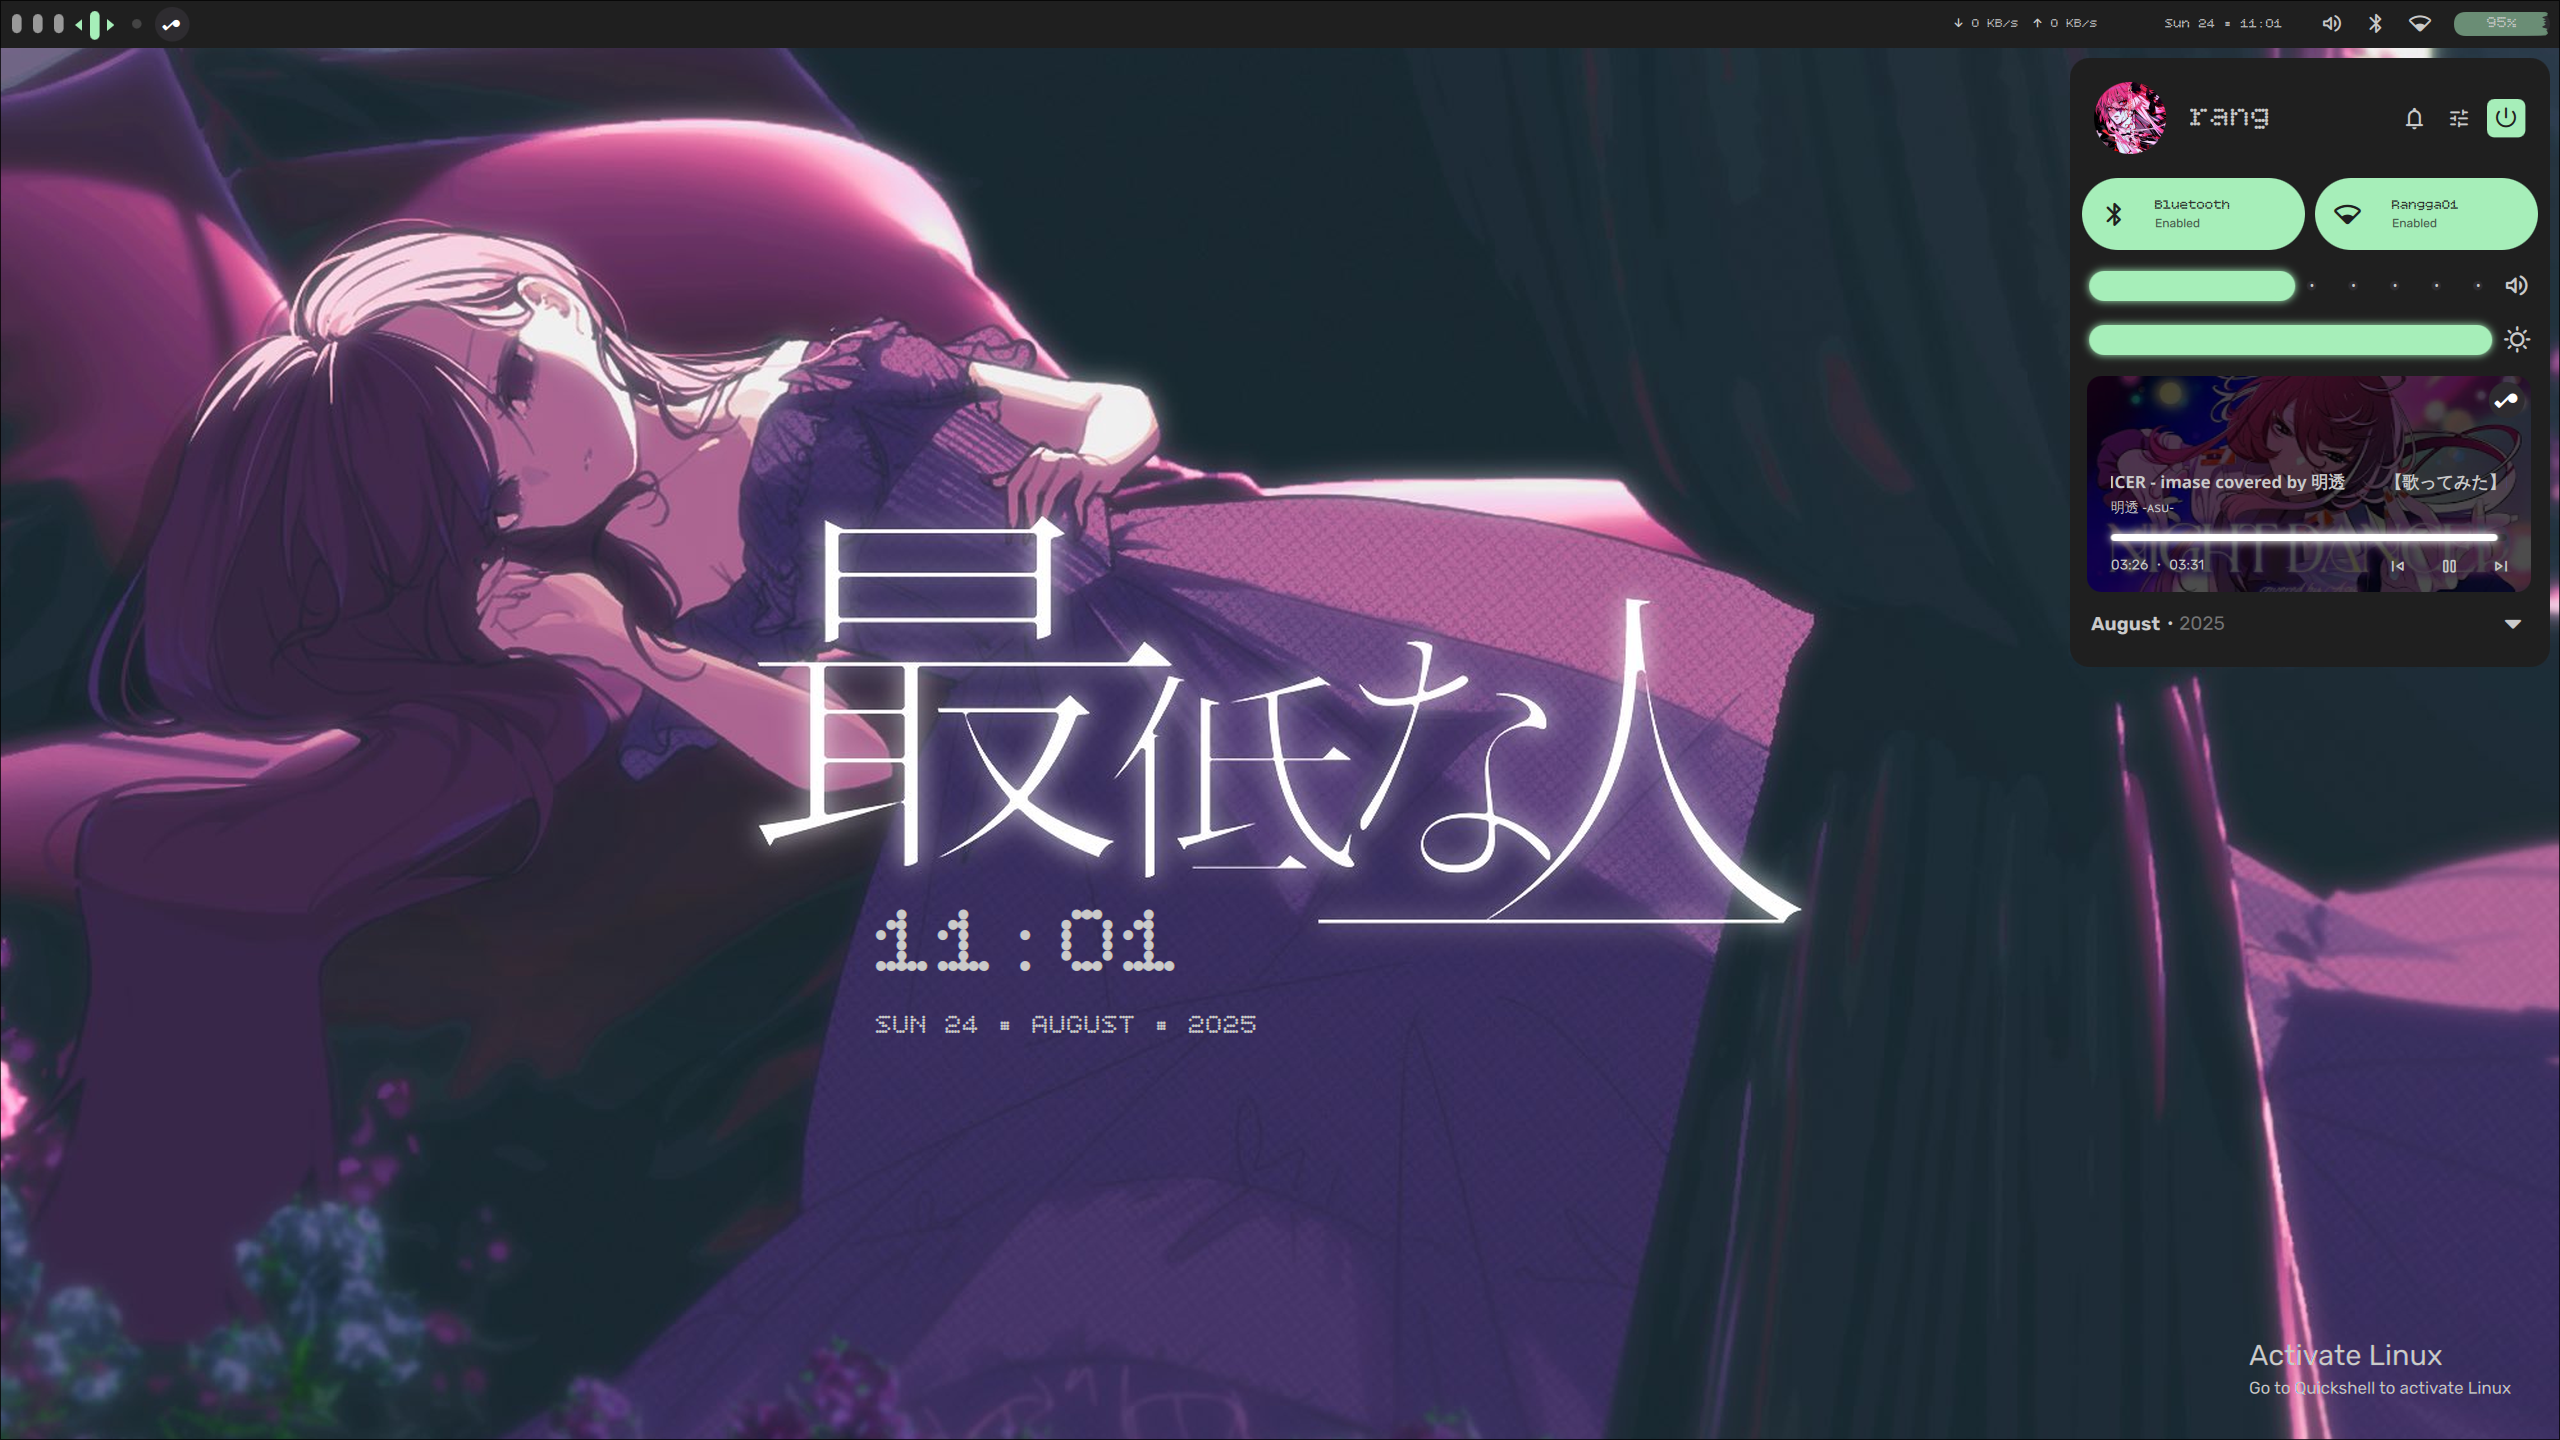 ↓ 0 KB/s ↑ 0 KB/s
Sun 24 ▪ 11:01
95%
rang
Bluetooth
Enabled
Rangga01
Enabled
ICER - imase covered by 明透 【歌ってみた】
明透 -ASU-
NIGHT DANCER
03:26 · 03:31
August · 2025
最低な人
11:01
SUN 24 ▪ AUGUST ▪ 2025
Activate Linux
Go to Quickshell to activate Linux